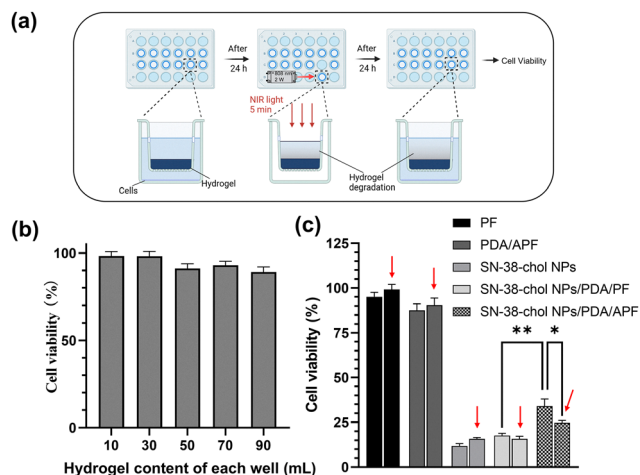 (a)
After
24 h
After
24 h
Cell Viability
808 nm
2 W
NIR light
5 min
Cells
Hydrogel
Hydrogel
degradation
(b)
Cell viability (%)
100
50
0
10 30 50 70 90
Hydrogel content of each well (mL)
(c)
Cell viability (%)
125
100
75
50
25
0
PF
PDA/APF
SN-38-chol NPs
SN-38-chol NPs/PDA/PF
SN-38-chol NPs/PDA/APF
** *